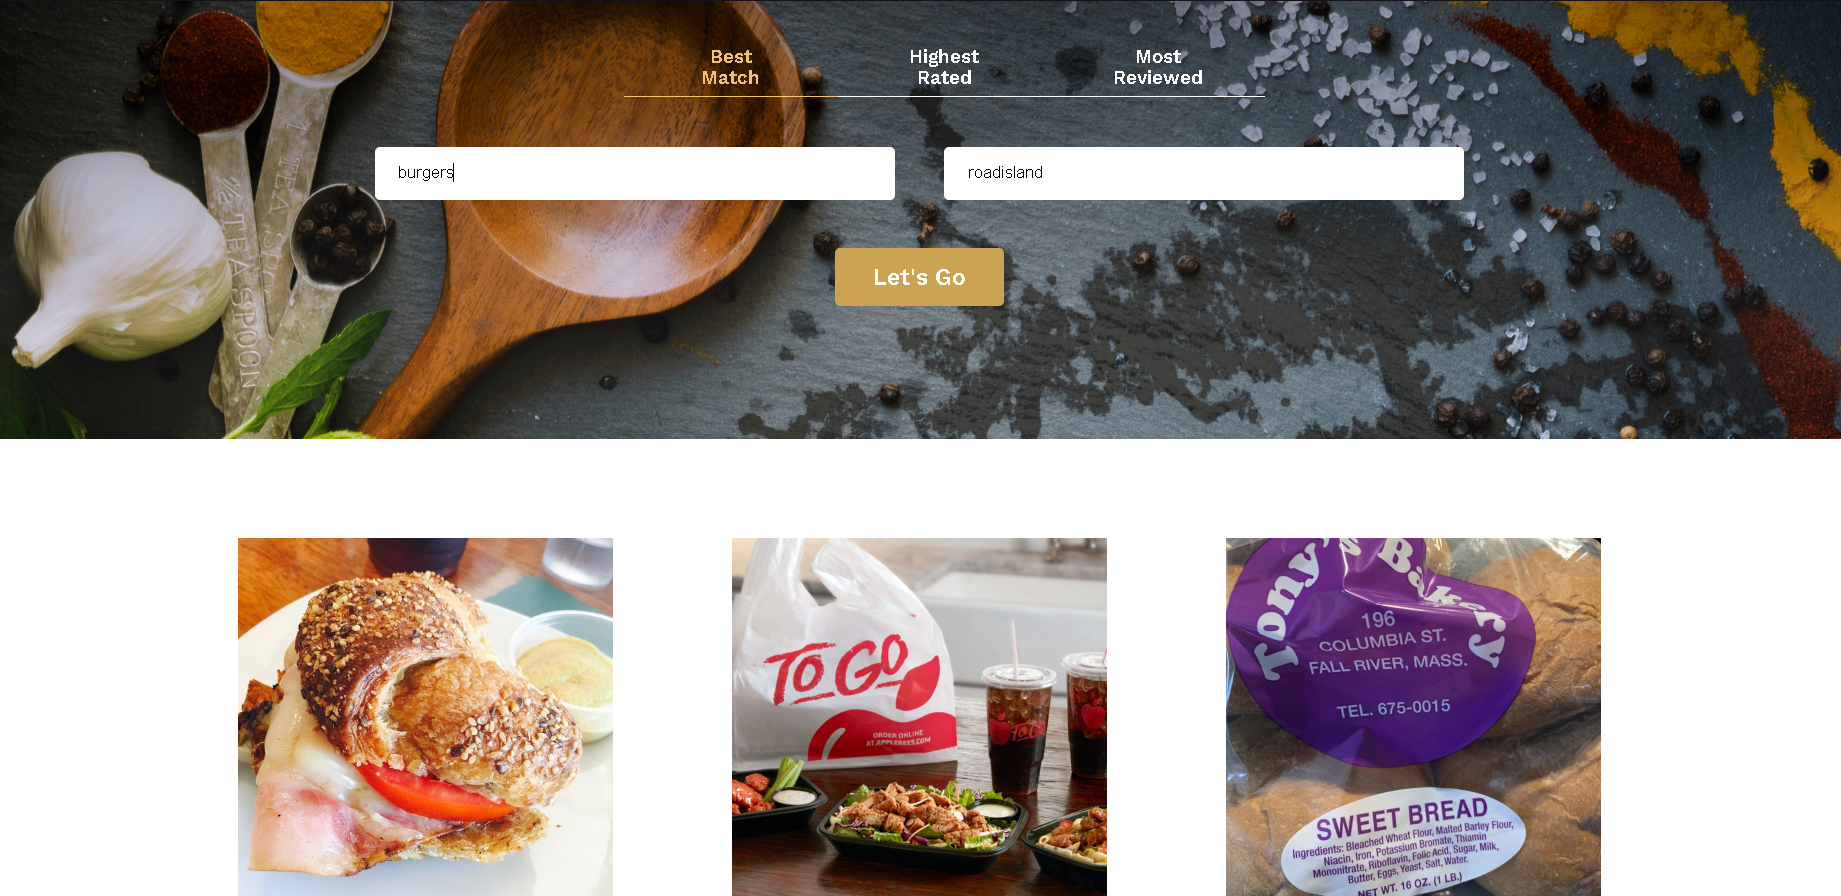 Best
Match
Highest
Rated
Most
Reviewed
burgers
roadisland
Let's Go
½ TEASPOON
TO GO
ORDER ONLINE
AT APPLEBEES.COM
Tony's Bakery
196
COLUMBIA ST.
FALL RIVER, MASS.
TEL. 675-0015
SWEET BREAD
Ingredients: Bleached Wheat Flour, Malted Barley Flour,
Niacin, Iron, Potassium Bromate, Thiamin
Mononitrate, Riboflavin, Folic Acid, Sugar, Milk,
Butter, Eggs, Yeast, Salt, Water.
NET WT. 16 OZ. (1 LB.)